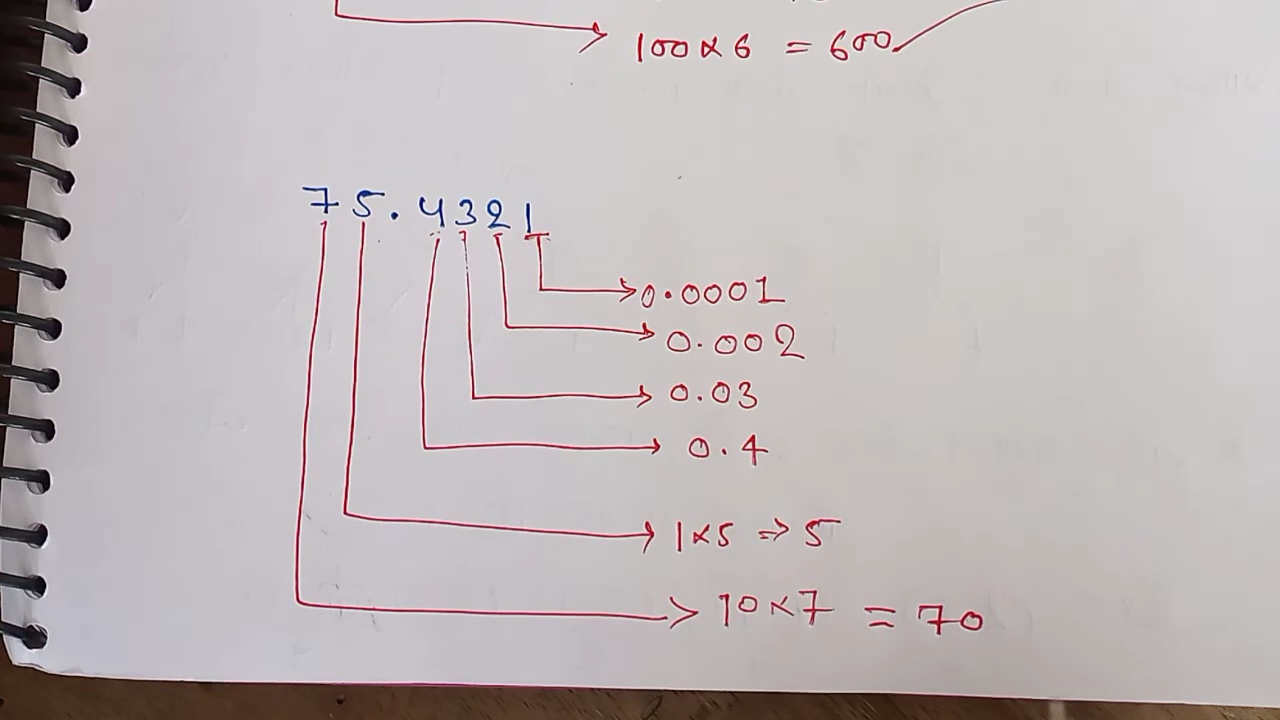 100 × 6 = 600
75.4321
0.0001
0.002
0.03
0.4
1×5 ⇒ 5
10×7 = 70